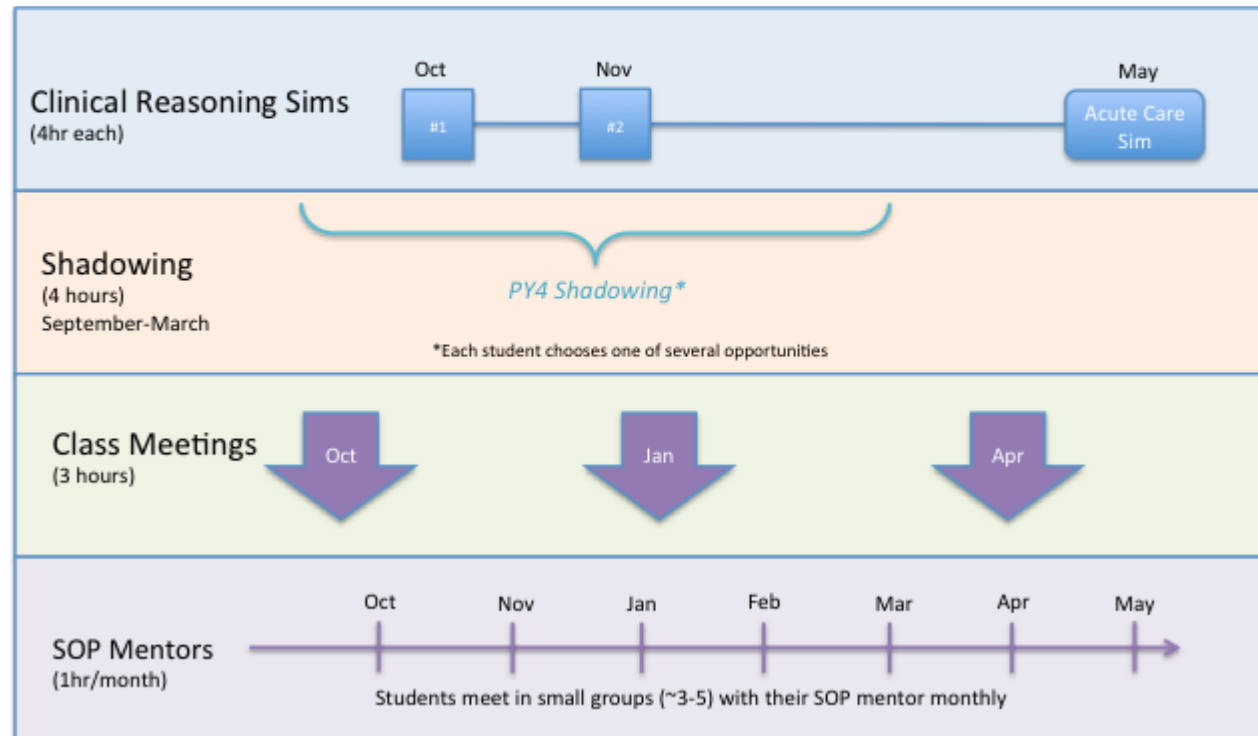 Oct
Nov
May
Clinical Reasoning Sims
(4hr each)
#1
#2
Acute Care
Sim
Shadowing
(4 hours)
September-March
PY4 Shadowing*
*Each student chooses one of several opportunities
Class Meetings
(3 hours)
Oct
Jan
Apr
Oct
Nov
Jan
Feb
Mar
Apr
May
SOP Mentors
(1hr/month)
Students meet in small groups (~3-5) with their SOP mentor monthly